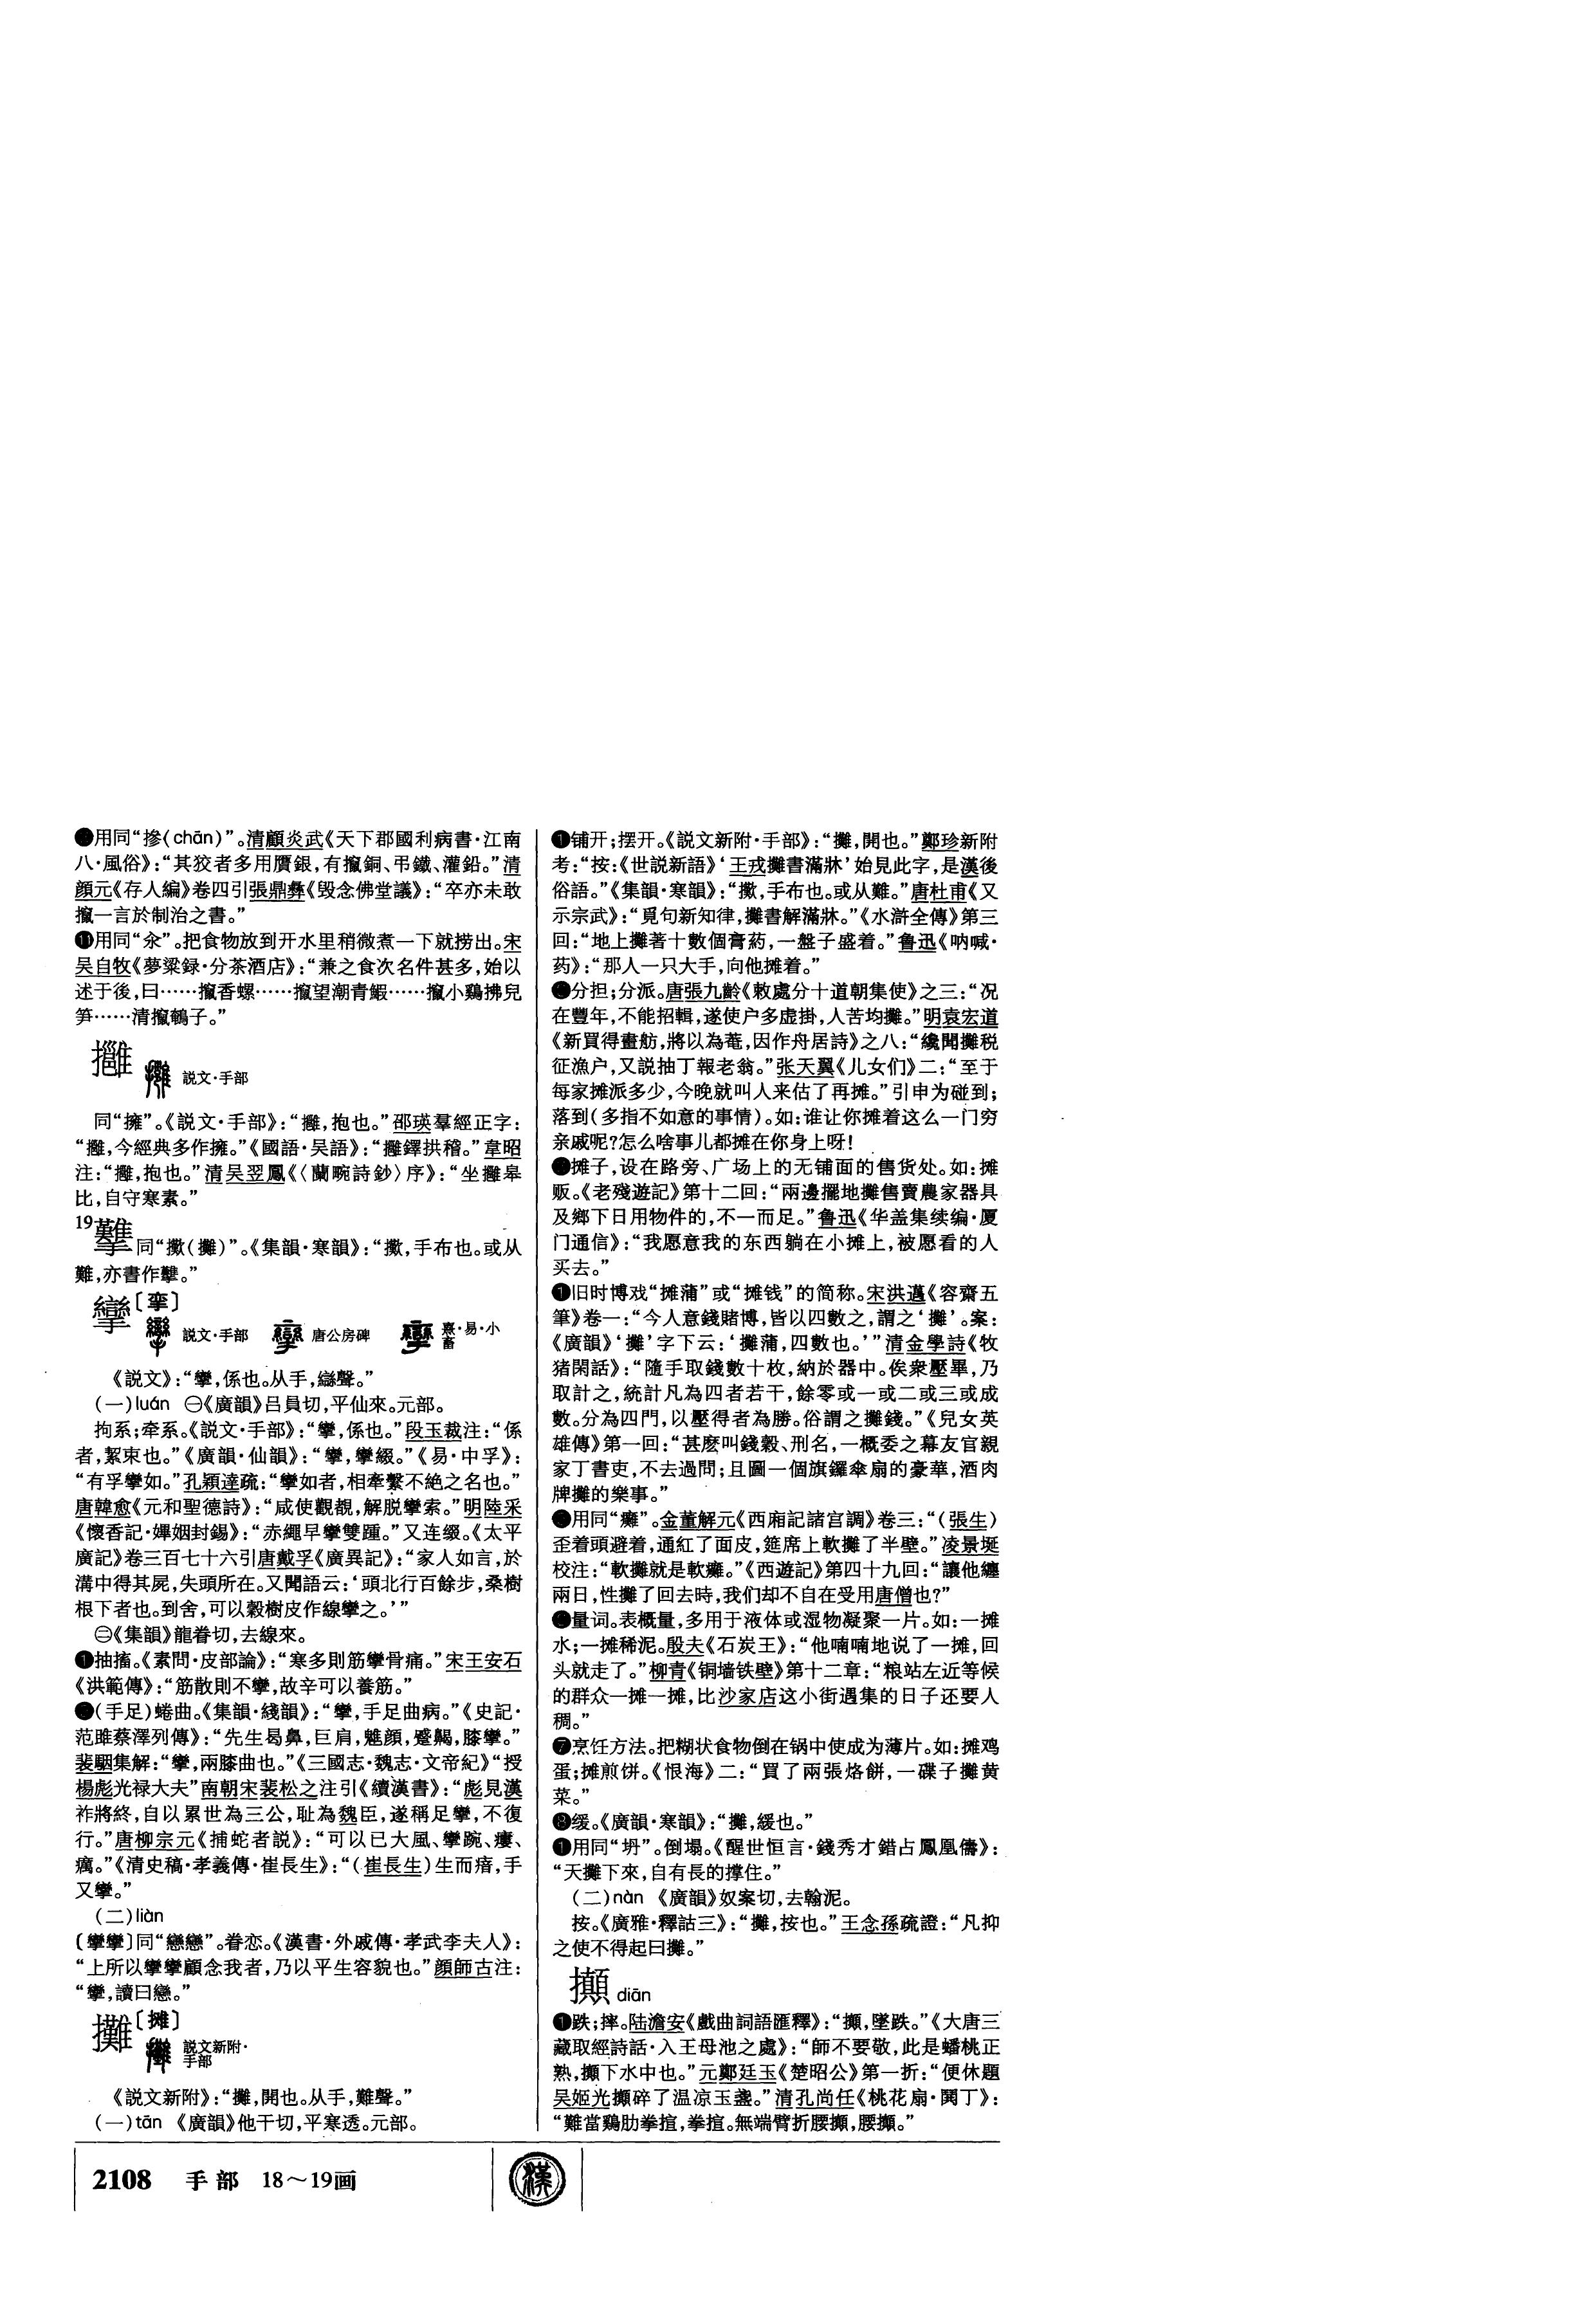 用同“摻(chān)”。清顧炎武《天下郡國利病書·江南
八·風俗》：“其狡者多用贋銀，有攛銅、弔鐵、灌鉛。”清
顔元《存人編》卷四引張鼎彝《毁念佛堂議》：“卒亦未敢
攛一言於制治之書。”
⓫用同“汆”。把食物放到开水里稍微煮一下就捞出。宋
吴自牧《夢粱録·分茶酒店》：“兼之食次名件甚多，始以
述于後，曰……攛香螺……攛望潮青鰕……攛小鷄拂兒
笋……清攛鵪子。”
㩴 説文·手部
同“擁”。《説文·手部》：“㩴，抱也。”邵瑛羣經正字：
“㩴，今經典多作擁。”《國語·吴語》：“㩴鐸拱稽。”韋昭
注：“㩴，抱也。”清吴翌鳳《〈蘭畹詩鈔〉序》：“坐㩴皋
比，自守寒素。”
19
同“擹(攤)”。《集韻·寒韻》：“擹，手布也。或从
難，亦書作。”
攣〔挛〕
説文·手部 唐公房碑 熹·易·小畜
《説文》：“攣，係也。从手，䜌聲。”
(一)luán ㊀《廣韻》吕員切，平仙來。元部。
拘系；牵系。《説文·手部》：“攣，係也。”段玉裁注：“係
者，絜束也。”《廣韻·仙韻》：“攣，攣綴。”《易·中孚》：
“有孚攣如。”孔穎達疏：“攣如者，相牽繫不絶之名也。”
唐韓愈《元和聖德詩》：“咸使觀覩，解脱攣索。”明陸采
《懷香記·嬋姻封錫》：“赤繩早攣雙踵。”又连缀。《太平
廣記》卷三百七十六引唐戴孚《廣異記》：“家人如言，於
溝中得其屍，失頭所在。又聞語云：‘頭北行百餘步，桑樹
根下者也。到舍，可以榖樹皮作線攣之。’”
㊁《集韻》龍眷切，去線來。
❶抽搐。《素問·皮部論》：“寒多則筋攣骨痛。”宋王安石
《洪範傳》：“筋散則不攣，故辛可以養筋。”
(手足)蜷曲。《集韻·綫韻》：“攣，手足曲病。”《史記·
范雎蔡澤列傳》：“先生曷鼻，巨肩，魋顔，蹙齃，膝攣。”
裴駰集解：“攣，兩膝曲也。”《三國志·魏志·文帝紀》“授
楊彪光禄大夫”南朝宋裴松之注引《續漢書》：“彪見漢
祚將終，自以累世為三公，耻為魏臣，遂稱足攣，不復
行。”唐柳宗元《捕蛇者説》：“可以已大風、攣踠、瘻、
癘。”《清史稿·孝義傳·崔長生》：“(崔長生)生而瘖，手
又攣。”
(二)liàn
〔攣攣〕同“戀戀”。眷恋。《漢書·外戚傳·孝武李夫人》：
“上所以攣攣顧念我者，乃以平生容貌也。”顔師古注：
“攣，讀曰戀。”
攤〔摊〕
説文新附·手部
《説文新附》：“攤，開也。从手，難聲。”
(一)tān 《廣韻》他干切，平寒透。元部。
❶铺开；摆开。《説文新附·手部》：“攤，開也。”鄭珍新附
考：“按：《世説新語》‘王戎攤書滿牀’始見此字，是漢後
俗語。”《集韻·寒韻》：“擹，手布也。或从難。”唐杜甫《又
示宗武》：“覓句新知律，攤書解滿牀。”《水滸全傳》第三
回：“地上攤著十數個膏葯，一盤子盛着。”鲁迅《呐喊·
药》：“那人一只大手，向他摊着。”
分担；分派。唐張九齡《敕處分十道朝集使》之三：“况
在豐年，不能招輯，遂使户多虚掛，人苦均攤。”明袁宏道
《新買得畫舫，將以為菴，因作舟居詩》之八：“纔聞攤税
征漁户，又説抽丁報老翁。”张天翼《儿女们》二：“至于
每家摊派多少，今晚就叫人来估了再摊。”引申为碰到；
落到(多指不如意的事情)。如：谁让你摊着这么一门穷
亲戚呢？怎么啥事儿都摊在你身上呀！
摊子，设在路旁、广场上的无铺面的售货处。如：摊
贩。《老殘遊記》第十二回：“兩邊擺地攤售賣農家器具
及鄉下日用物件的，不一而足。”鲁迅《华盖集续编·厦
门通信》：“我愿意我的东西躺在小摊上，被愿看的人
买去。”
旧时博戏“摊蒲”或“摊钱”的简称。宋洪邁《容齋五
筆》卷一：“今人意錢賭博，皆以四數之，謂之‘攤’。案：
《廣韻》‘攤’字下云：‘攤蒲，四數也。’”清金學詩《牧
猪閑話》：“隨手取錢數十枚，納於器中。俟衆壓畢，乃
取計之，統計凡為四者若干，餘零或一或二或三或成
數。分為四門，以壓得者為勝。俗謂之攤錢。”《兒女英
雄傳》第一回：“甚麽叫錢穀、刑名，一概委之幕友官親
家丁書吏，不去過問；且圖一個旗鑼傘扇的豪華，酒肉
牌攤的樂事。”
用同“癱”。金董解元《西廂記諸宫調》卷三：“(張生)
歪着頭避着，通紅了面皮，筵席上軟攤了半壁。”凌景埏
校注：“軟攤就是軟癱。”《西遊記》第四十九回：“讓他纏
兩日，性攤了回去時，我们却不自在受用唐僧也？”
量词。表概量，多用于液体或湿物凝聚一片。如：一摊
水；一摊稀泥。殷夫《石炭王》：“他喃喃地说了一摊，回
头就走了。”柳青《铜墙铁壁》第十二章：“粮站左近等候
的群众一摊一摊，比沙家店这小街遇集的日子还要人
稠。”
❼烹饪方法。把糊状食物倒在锅中使成为薄片。如：摊鸡
蛋；摊煎饼。《恨海》二：“買了兩張烙餅，一碟子攤黄
菜。”
❽缓。《廣韻·寒韻》：“攤，緩也。”
用同“坍”。倒塌。《醒世恒言·錢秀才錯占鳳凰儔》：
“天攤下來，自有長的撑住。”
(二)nàn 《廣韻》奴案切，去翰泥。
按。《廣雅·釋詁三》：“攤，按也。”王念孫疏證：“凡抑
之使不得起曰攤。”
攧 diān
❶跌；摔。陆澹安《戲曲詞語匯釋》：“攧，墜跌。”《大唐三
藏取經詩話·入王母池之處》：“師不要敬，此是蟠桃正
熟，攧下水中也。”元鄭廷玉《楚昭公》第一折：“便休題
吴姬光攧碎了温凉玉盞。”清孔尚任《桃花扇·鬨丁》：
“難當鷄肋拳揎，拳揎。無端臂折腰攧，腰攧。”
2108 手部 18～19画
漢